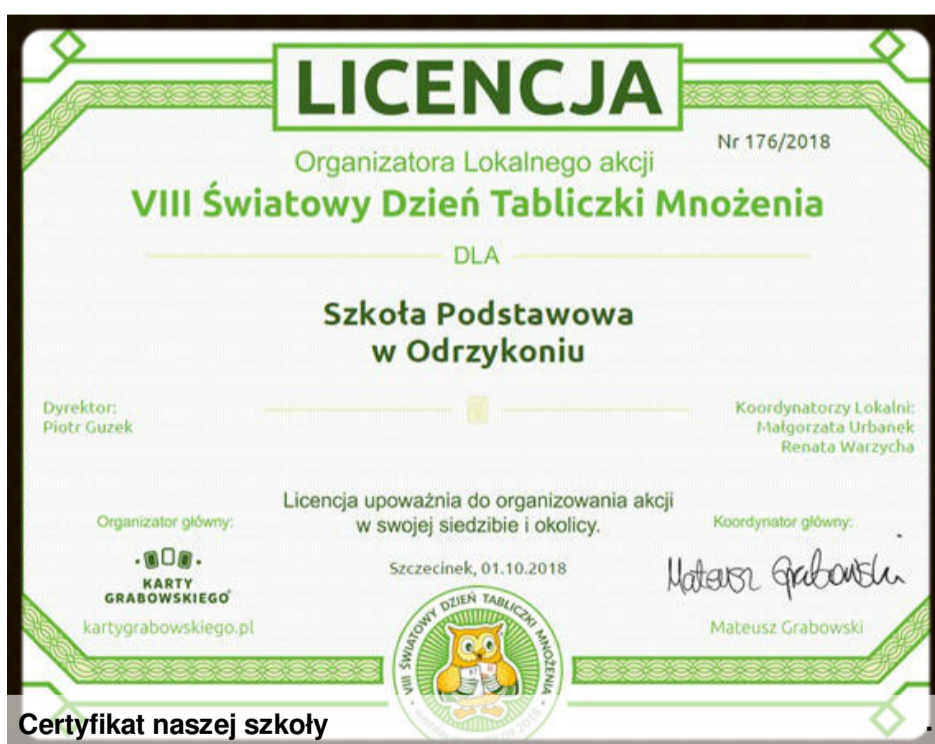 LICENCJA
Nr 176/2018
Organizatora Lokalnego akcji
VIII Światowy Dzień Tabliczki Mnożenia
DLA
Szkoła Podstawowa
w Odrzykoniu
Dyrektor:
Piotr Guzek
Koordynatorzy Lokalni:
Małgorzata Urbanek
Renata Warzycha
Licencja upoważnia do organizowania akcji
w swojej siedzibie i okolicy.
Organizator główny:
Koordynator główny:
Szczecinek, 01.10.2018
KARTY
GRABOWSKIEGO
kartygrabowskiego.pl
Mateusz Grabowski
Mateusz Grabowski
VIII ŚWIATOWY DZIEŃ TABLICZKI MNOŻENIA
Certyfikat naszej szkoły
.